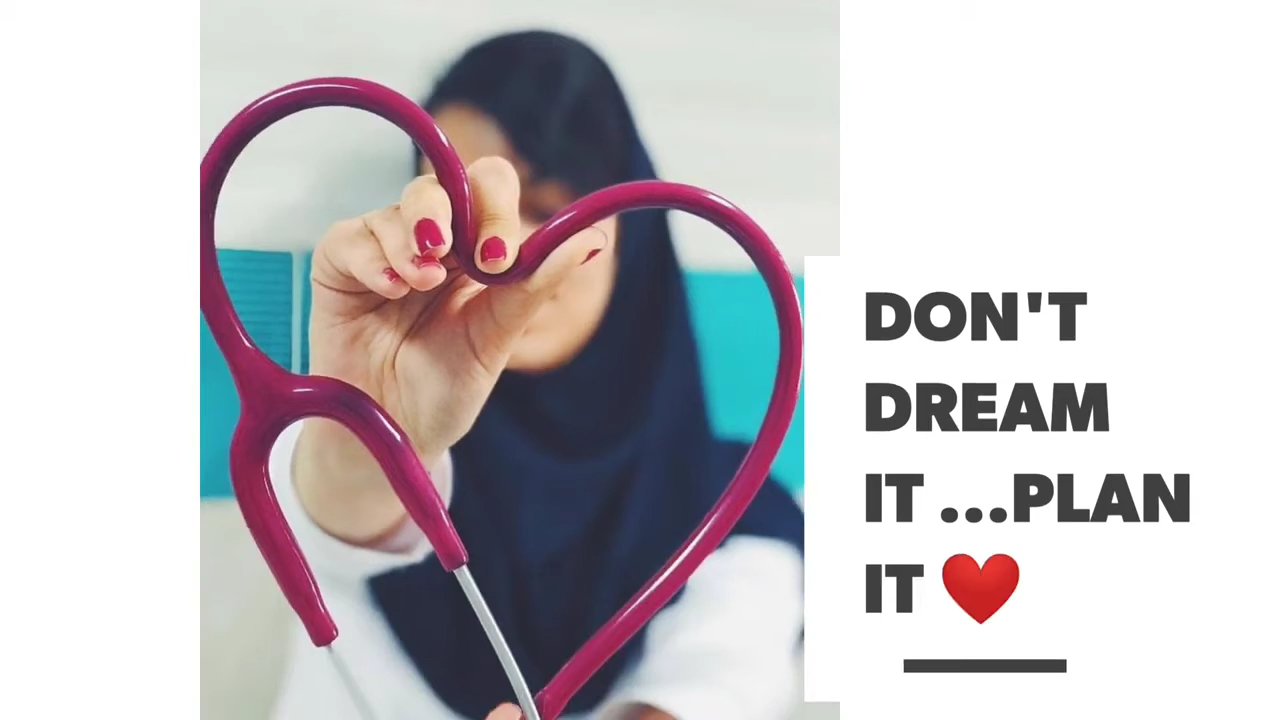 DON'T
DREAM
IT ...PLAN
IT ❤️